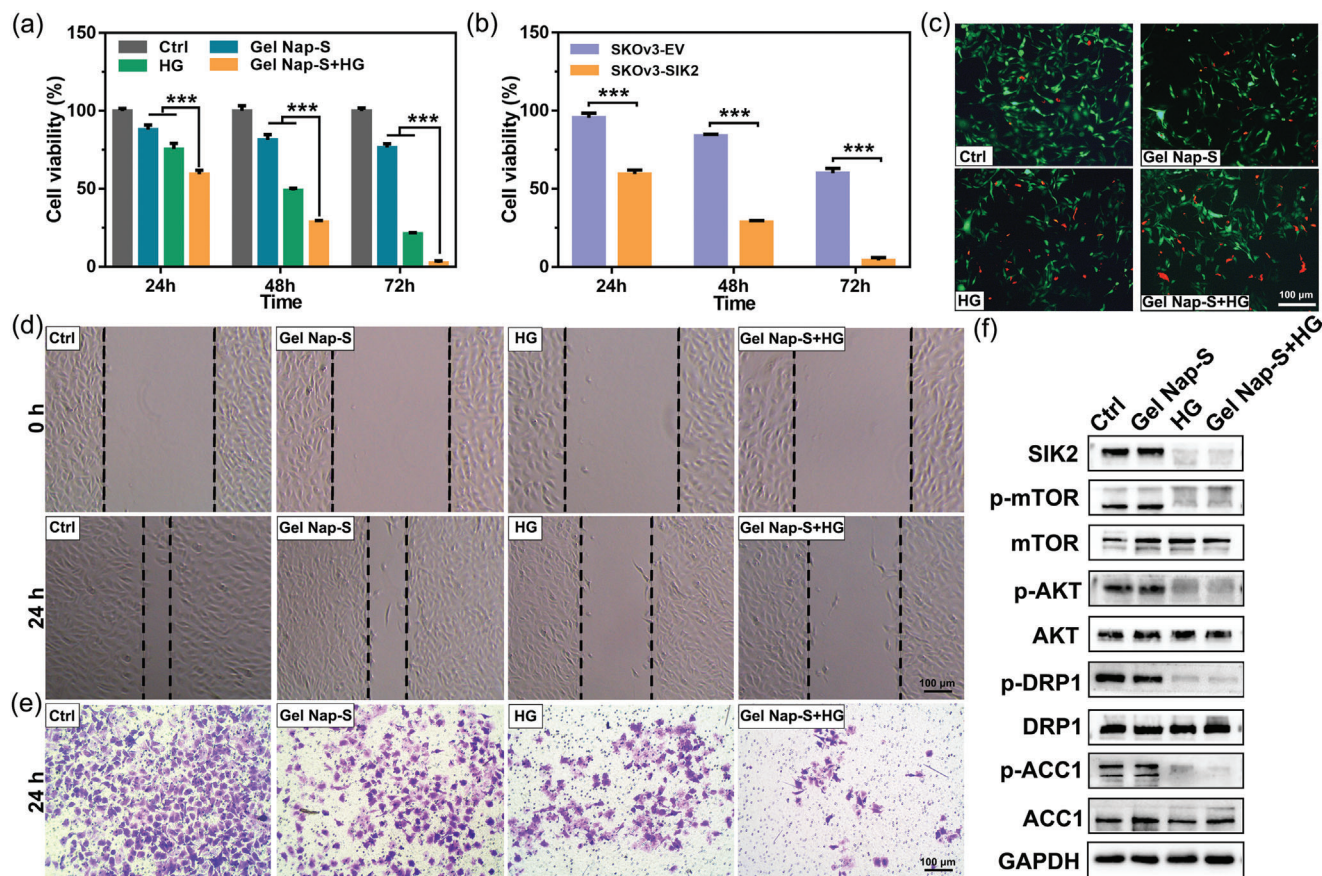 (a)
150
100
50
0
Cell viability (%)
Ctrl
HG
Gel Nap-S
Gel Nap-S+HG
***
***
***
24h
48h
72h
Time
(b)
150
100
50
0
Cell viability (%)
SKOv3-EV
SKOv3-SIK2
***
***
***
24h
48h
72h
Time
(c)
Ctrl
Gel Nap-S
HG
Gel Nap-S+HG
100 µm
(d)
0 h
Ctrl
Gel Nap-S
HG
Gel Nap-S+HG
24 h
Ctrl
Gel Nap-S
HG
Gel Nap-S+HG
100 µm
(e)
24 h
Ctrl
Gel Nap-S
HG
Gel Nap-S+HG
100 µm
(f)
Ctrl
Gel Nap-S
HG
Gel Nap-S+HG
SIK2
p-mTOR
mTOR
p-AKT
AKT
p-DRP1
DRP1
p-ACC1
ACC1
GAPDH